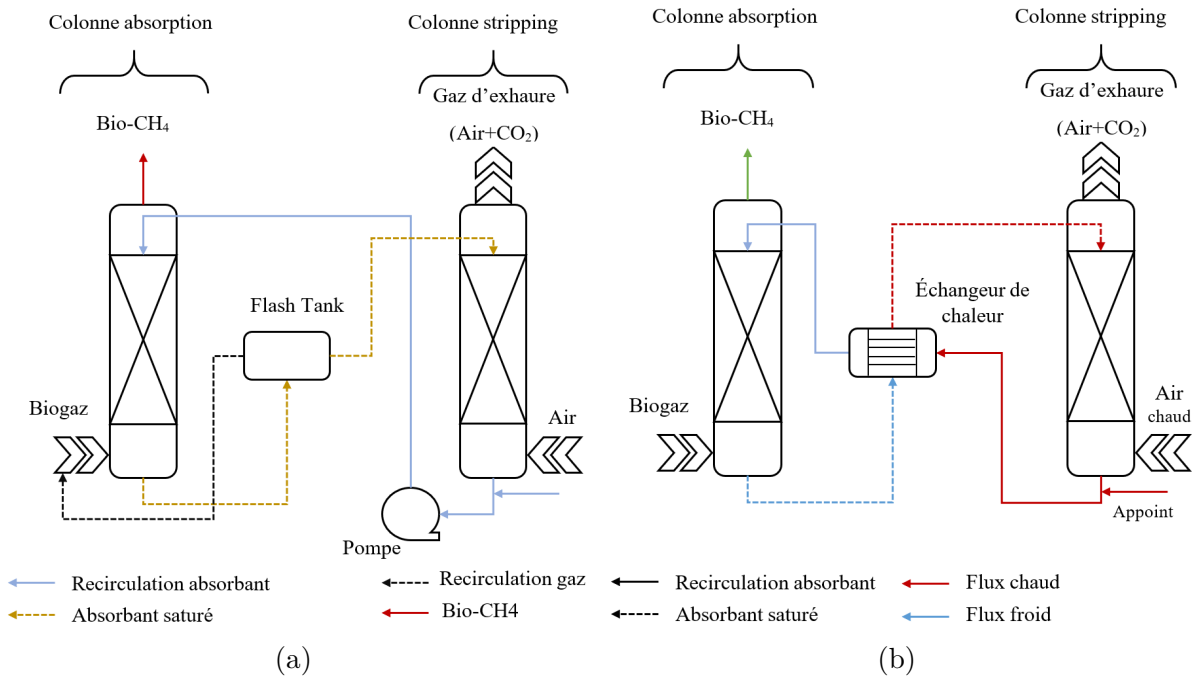 Colonne absorption
Colonne stripping
Gaz d'exhaure
(Air+CO₂)
Bio-CH₄
Flash Tank
Biogaz
Air
Pompe
Recirculation absorbant
Absorbant saturé
Recirculation gaz
Bio-CH4
(a)
Colonne absorption
Colonne stripping
Gaz d'exhaure
(Air+CO₂)
Bio-CH₄
Échangeur de
chaleur
Biogaz
Air
chaud
Appoint
Recirculation absorbant
Absorbant saturé
Flux chaud
Flux froid
(b)